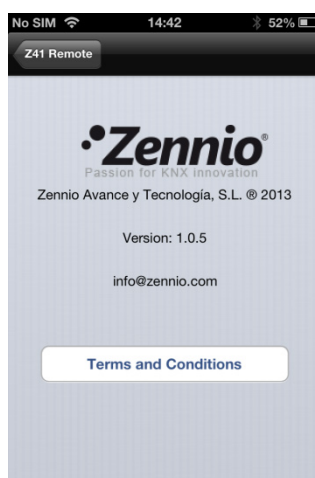 No SIM 14:42 52%
Z41 Remote
Zennio®
Passion for KNX innovation
Zennio Avance y Tecnología, S.L. ® 2013
Version: 1.0.5
info@zennio.com
Terms and Conditions